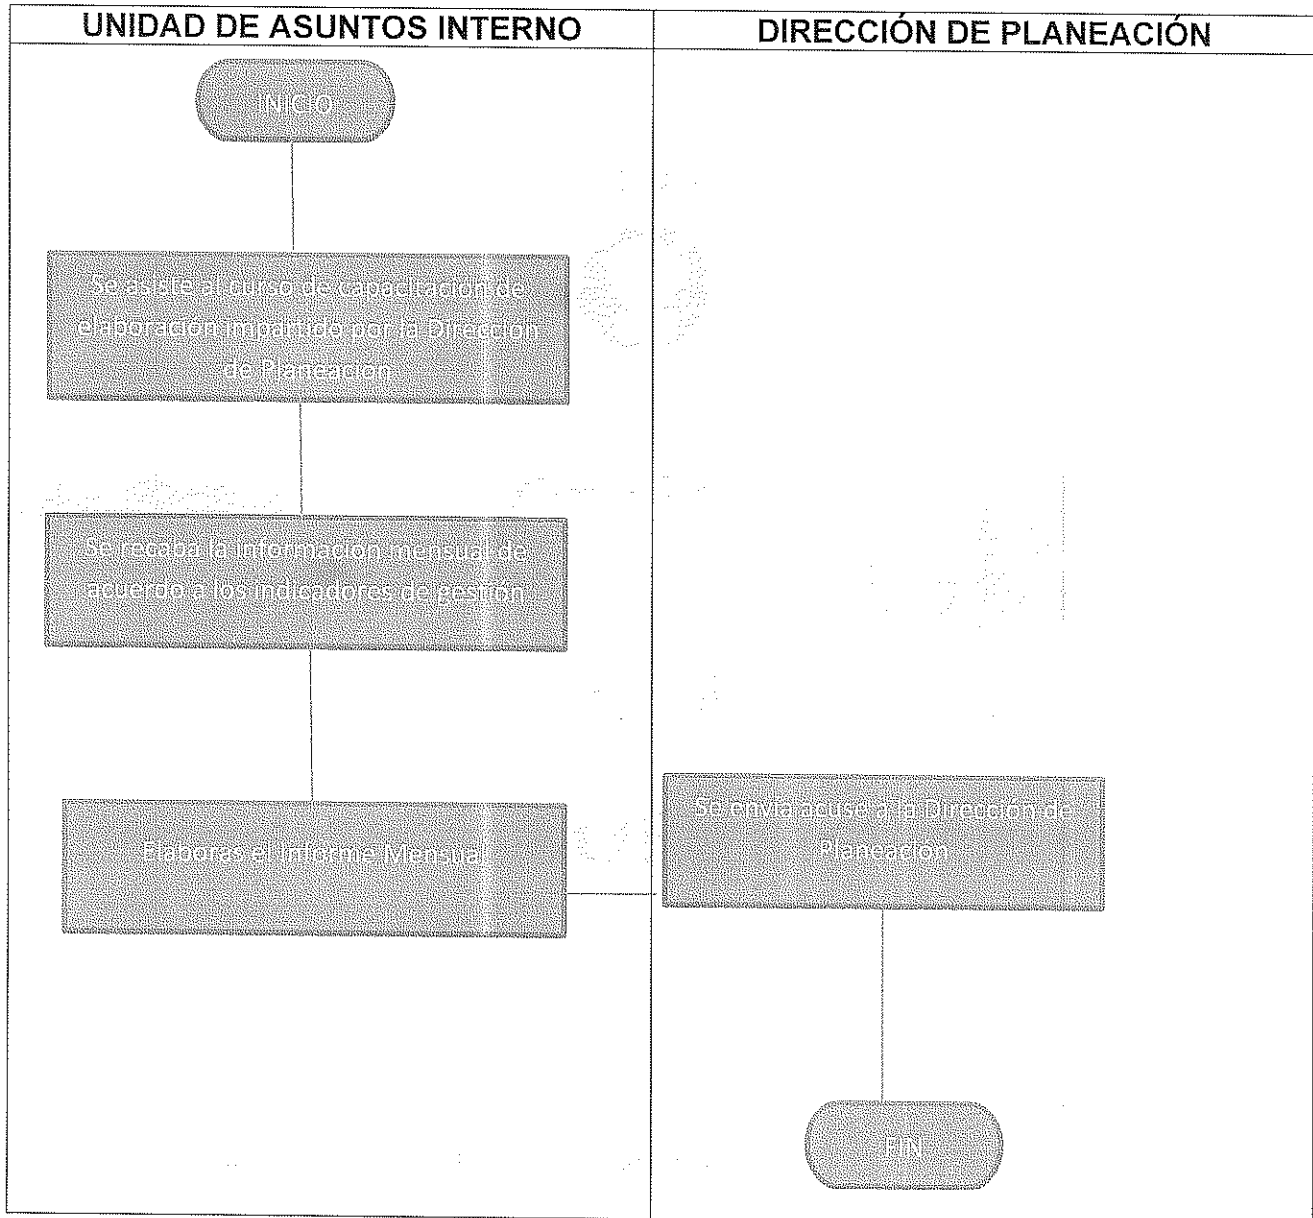 UNIDAD DE ASUNTOS INTERNO
DIRECCIÓN DE PLANEACIÓN
INICIO
Se asiste al curso de capacitación de
elaboración impartido por la Dirección
de Planeación
Se recaba la información mensual de
acuerdo a los indicadores de gestión
Elaboras el Informe Mensual
Se envía acuse a la Dirección de
Planeación
FIN